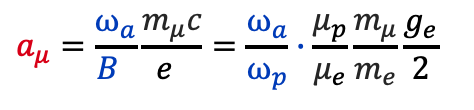 a_μ = ω_a/B m_μ c/e = ω_a/ω_p · μ_p/μ_e m_μ/m_e g_e/2